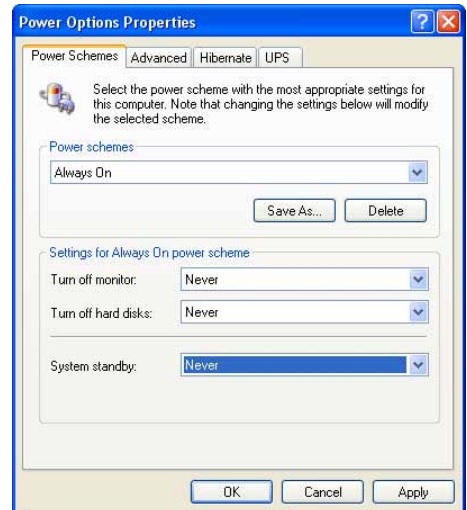 Power Options Properties
Power Schemes Advanced Hibernate UPS
Select the power scheme with the most appropriate settings for
this computer. Note that changing the settings below will modify
the selected scheme.
Power schemes
Always On
Save As... Delete
Settings for Always On power scheme
Turn off monitor: Never
Turn off hard disks: Never
System standby: Never
OK Cancel Apply